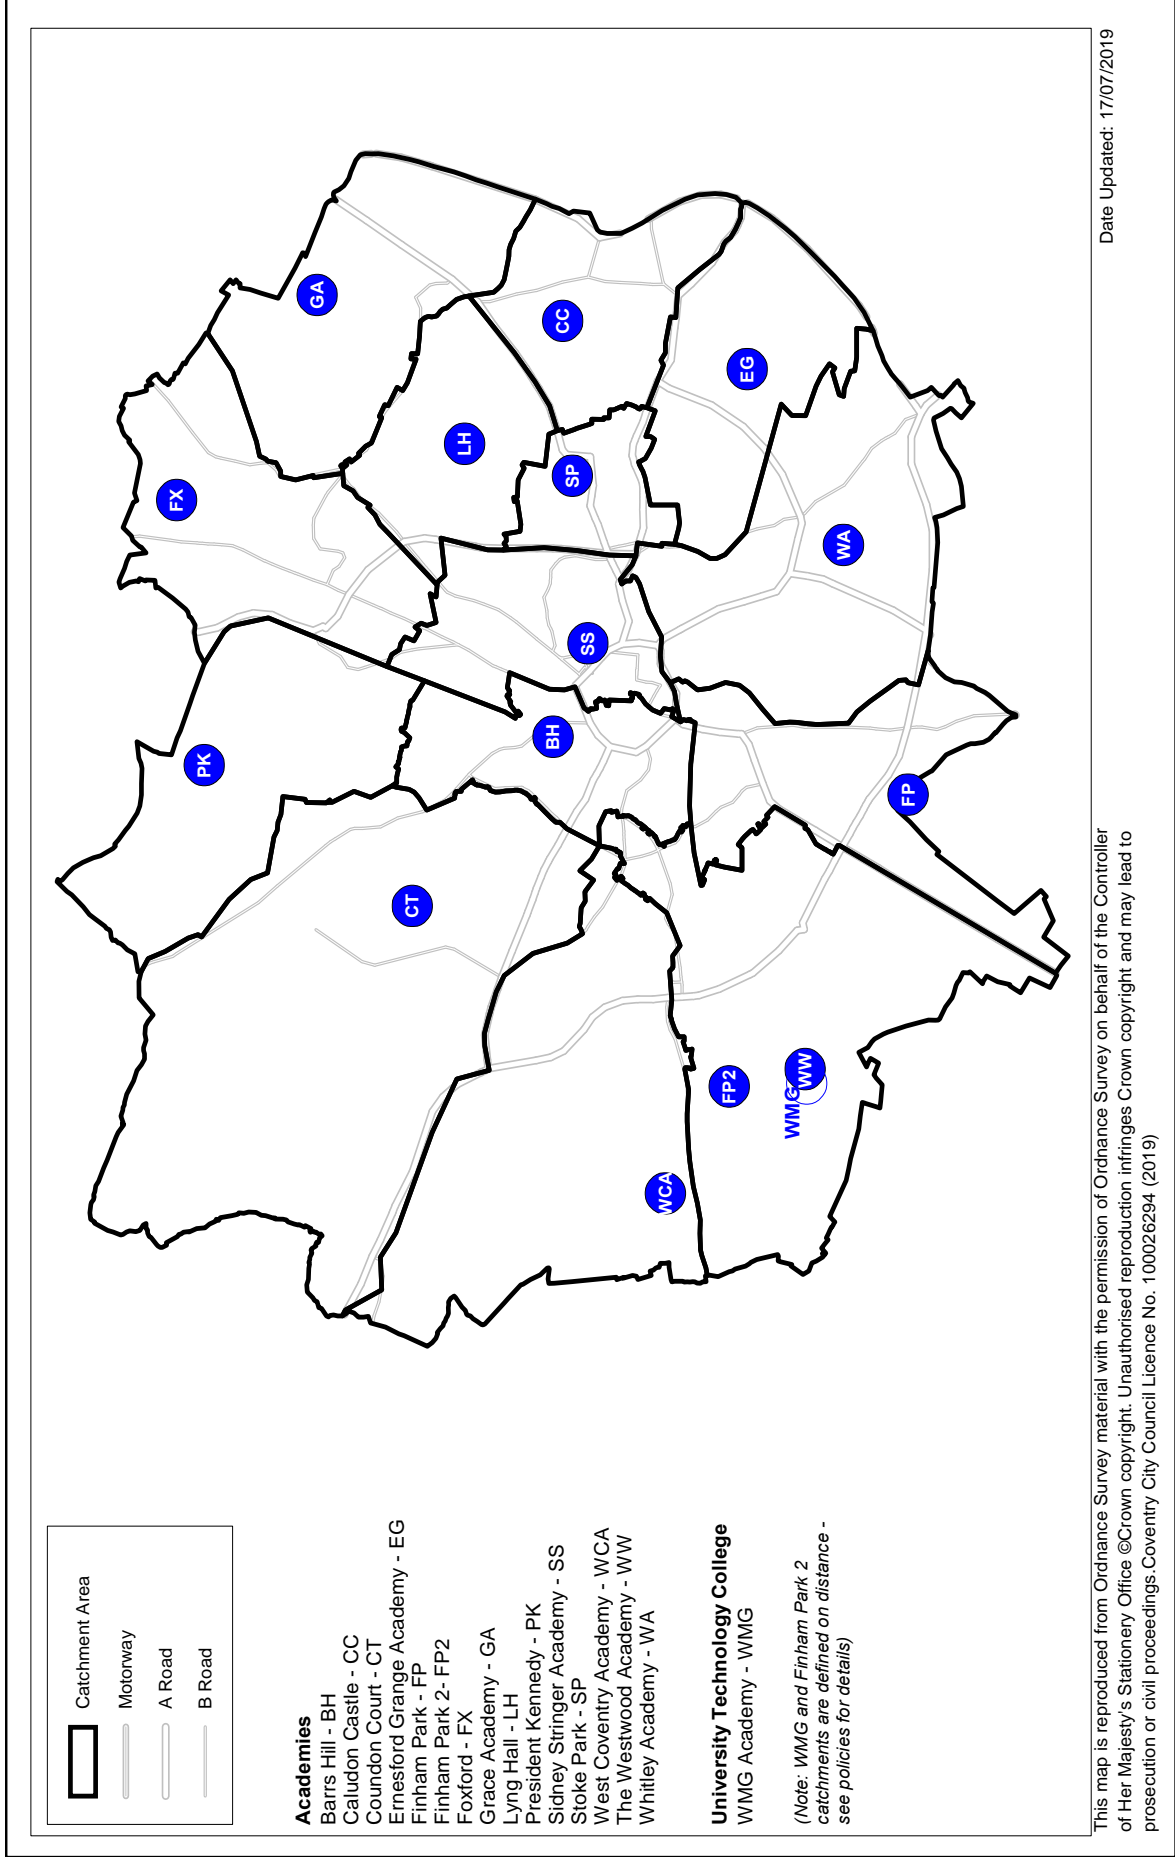 Catchment Area
Motorway
A Road
B Road
Academies
Barrs Hill - BH
Caludon Castle - CC
Coundon Court - CT
Ernesford Grange Academy - EG
Finham Park - FP
Finham Park 2- FP2
Foxford - FX
Grace Academy - GA
Lyng Hall - LH
President Kennedy - PK
Sidney Stringer Academy - SS
Stoke Park - SP
West Coventry Academy - WCA
The Westwood Academy - WW
Whitley Academy - WA
University Technology College
WMG Academy - WMG
(Note: WMG and Finham Park 2
catchments are defined on distance -
see policies for details)
PK
FX
GA
CT
LH
BH
CC
SP
SS
WCA
FP2
EG
WMG
WW
WA
FP
This map is reproduced from Ordnance Survey material with the permission of Ordnance Survey on behalf of the Controller
of Her Majesty's Stationery Office ©Crown copyright. Unauthorised reproduction infringes Crown copyright and may lead to
prosecution or civil proceedings.Coventry City Council Licence No. 100026294 (2019)
Date Updated: 17/07/2019